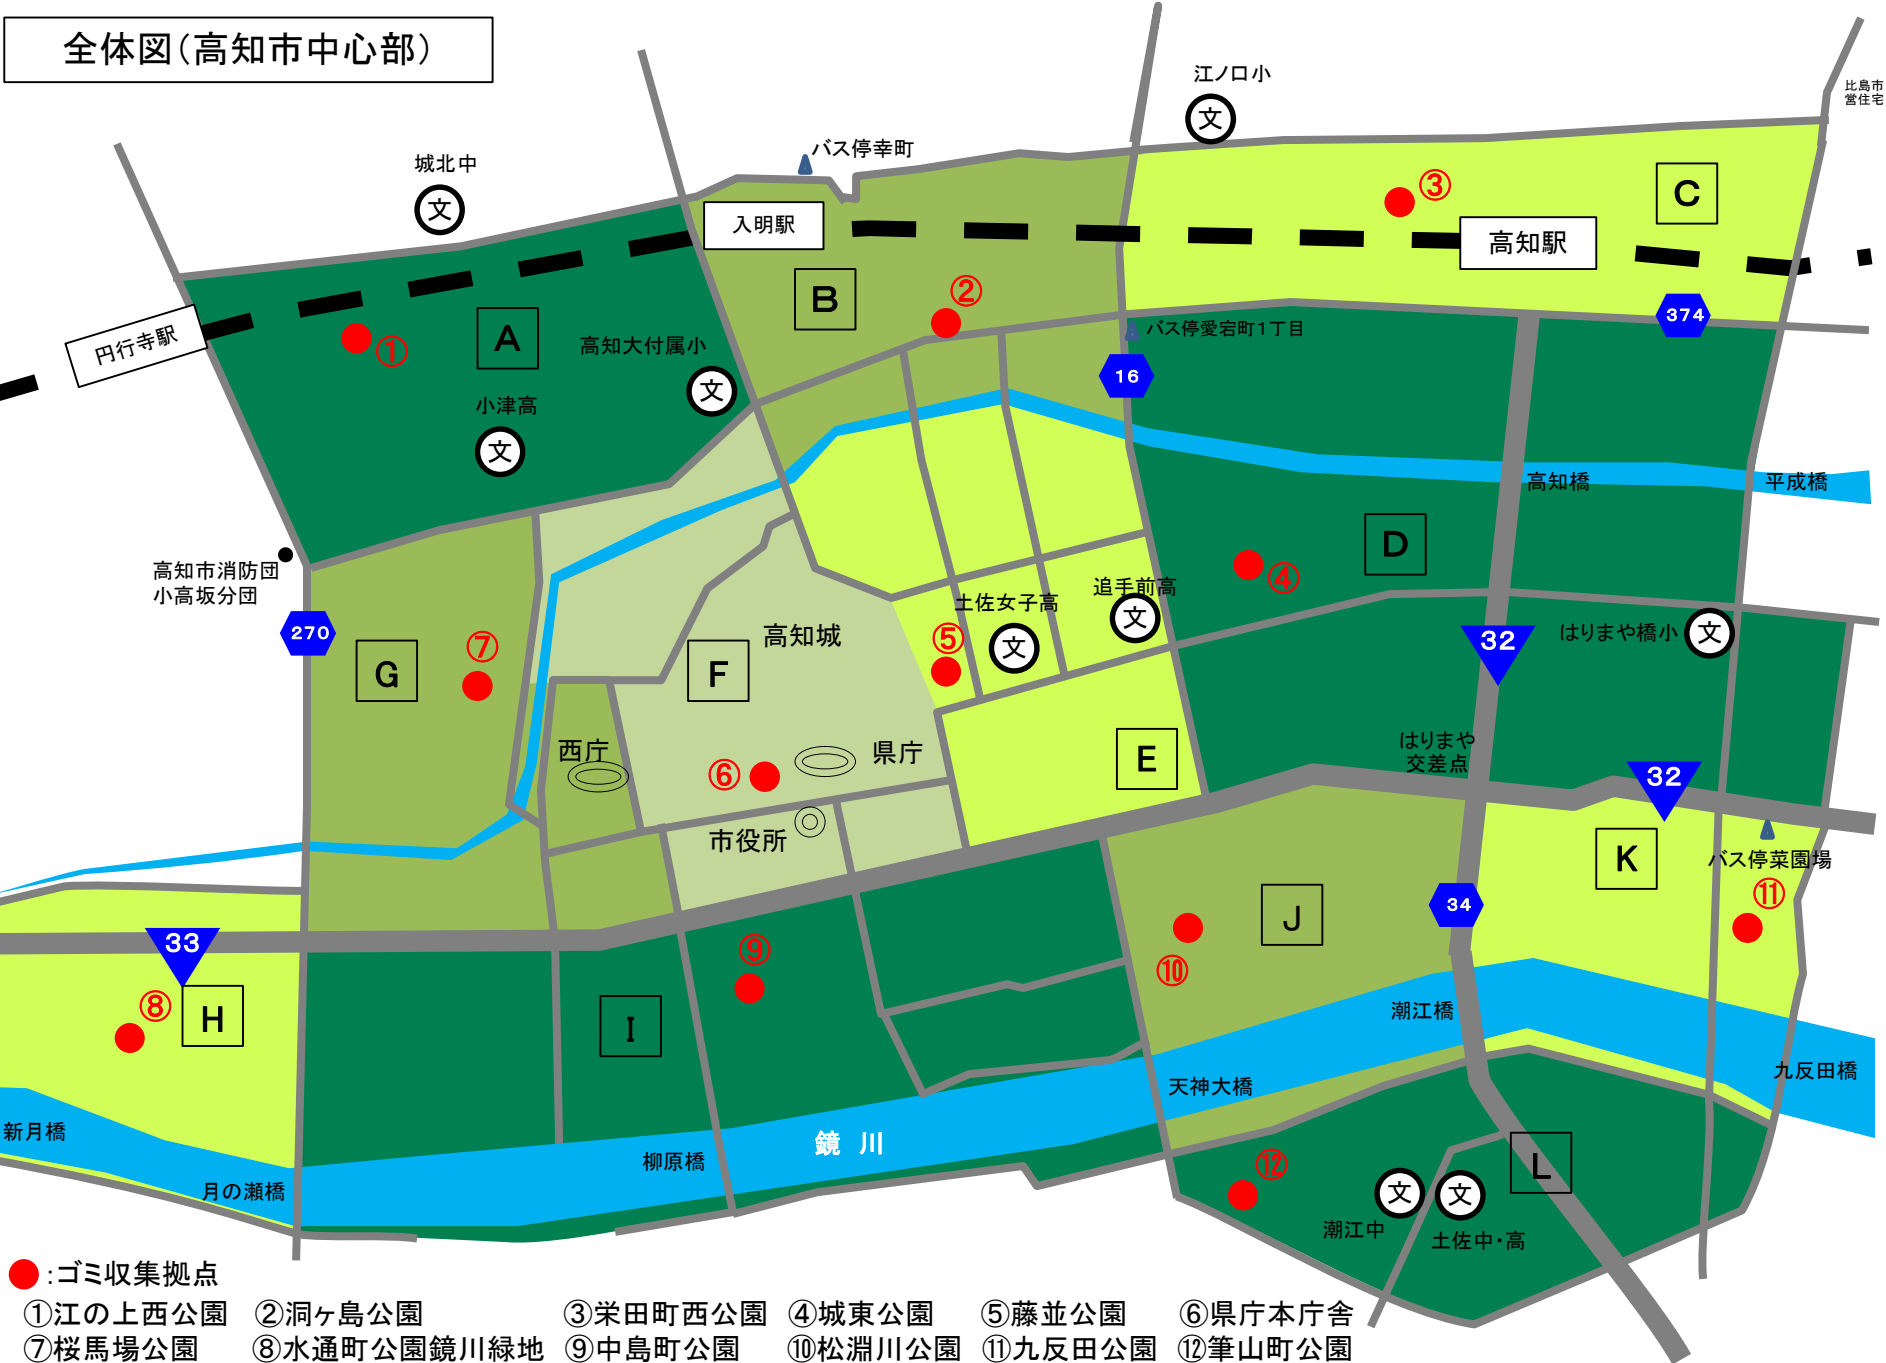 全体図(高知市中心部)
江ノ口小
文
比島市
営住宅
バス停幸町
城北中
文
③
C
入明駅
高知駅
B
②
374
円行寺駅
①
A
高知大付属小
文
バス停愛宕町1丁目
16
小津高
文
高知橋
平成橋
D
高知市消防団
小高坂分団
④
追手前高
文
土佐女子高
文
270
G
⑦
F
高知城
⑤
32
はりまや橋小
文
西庁
⑥
県庁
E
はりまや
交差点
32
市役所
K
バス停菜園場
⑪
J
34
33
⑨
⑩
⑧
H
I
潮江橋
九反田橋
天神大橋
新月橋
鏡 川
柳原橋
月の瀬橋
⑫
L
文
文
潮江中
土佐中・高
:ゴミ収集拠点
①江の上西公園 ②洞ヶ島公園 ③栄田町西公園 ④城東公園 ⑤藤並公園 ⑥県庁本庁舎
⑦桜馬場公園 ⑧水通町公園鏡川緑地 ⑨中島町公園 ⑩松淵川公園 ⑪九反田公園 ⑫筆山町公園